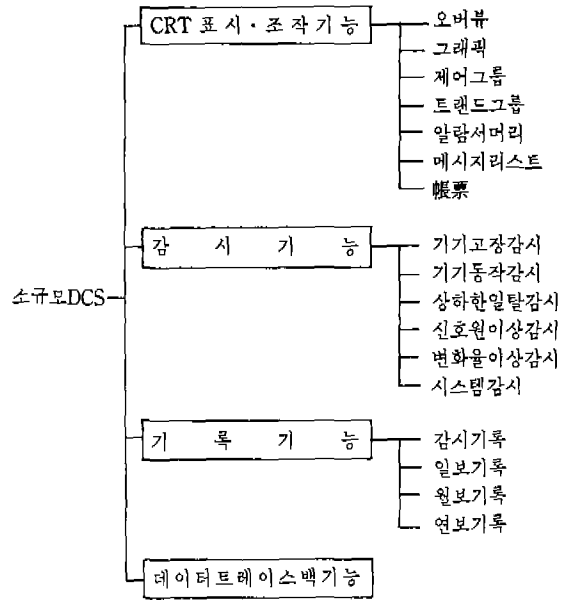 CRT 표시·조작기능
오버뷰
그래픽
제어그룹
트랜드그룹
알람서머리
메시지리스트
帳票
감시기능
기기고장감시
기기동작감시
상하한일탈감시
신호원이상감시
변화율이상감시
시스템감시
소규모DCS
기록기능
감시기록
일보기록
월보기록
연보기록
데이터트레이스백기능